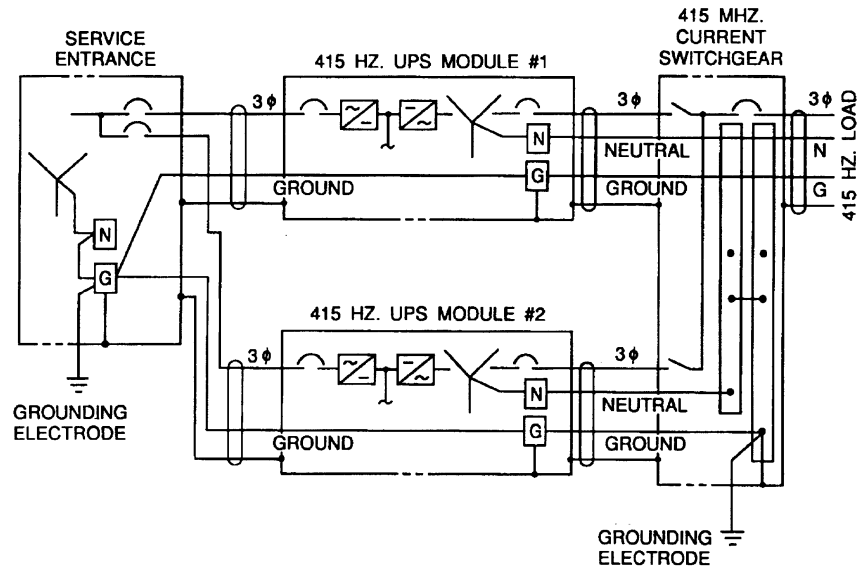 415 MHZ.
CURRENT
SWITCHGEAR
SERVICE
ENTRANCE
415 HZ. UPS MODULE #1
3ϕ
3ϕ
3ϕ
N
NEUTRAL
N
GROUND
G
GROUND
G
415 HZ. LOAD
N
G
415 HZ. UPS MODULE #2
3ϕ
3ϕ
GROUNDING
ELECTRODE
N
NEUTRAL
GROUND
G
GROUND
GROUNDING
ELECTRODE